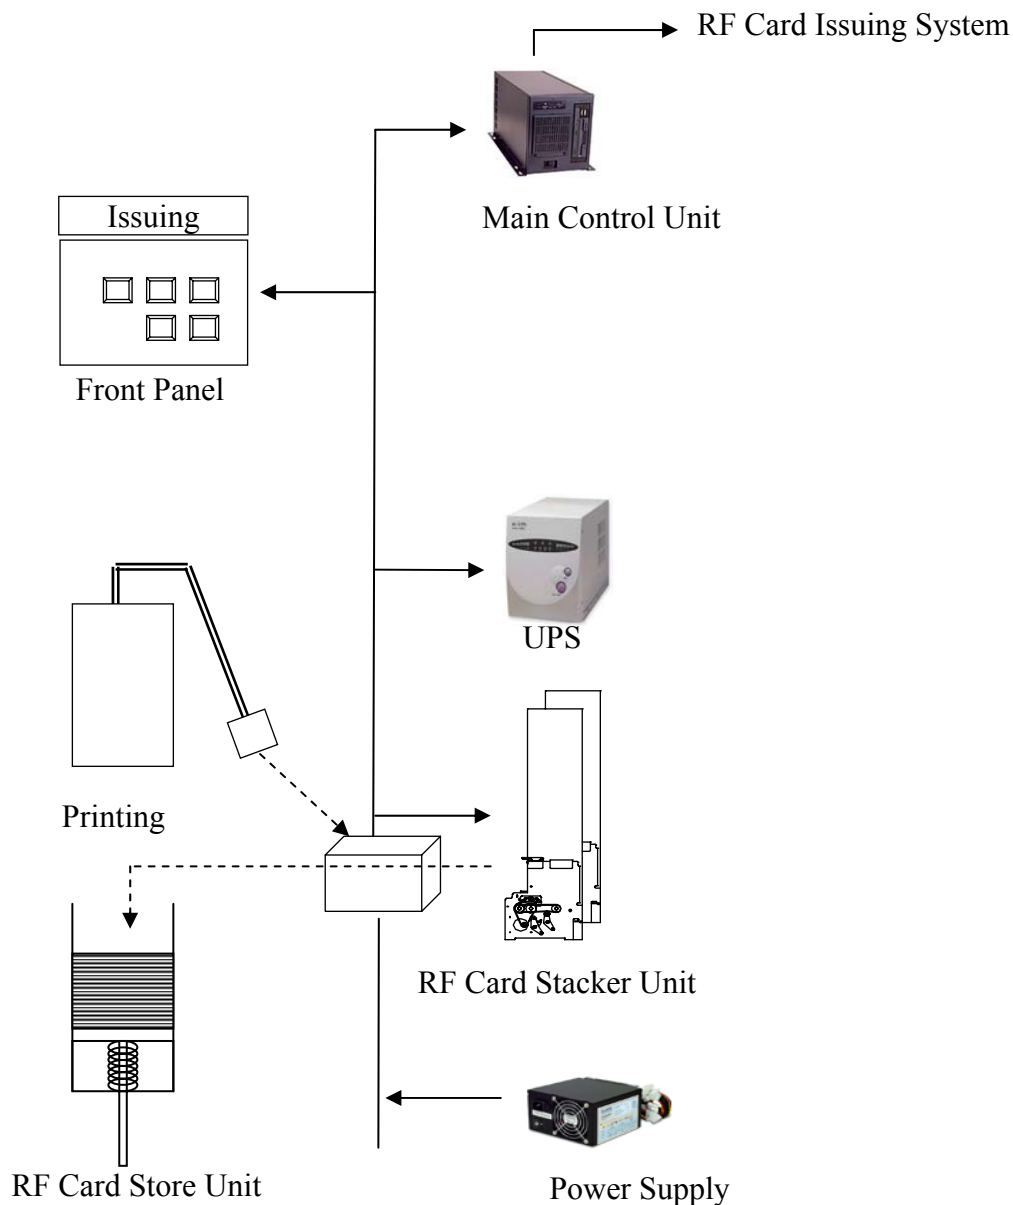 RF Card Issuing System
Main Control Unit
Issuing
Front Panel
UPS
Printing
RF Card Stacker Unit
RF Card Store Unit
Power Supply